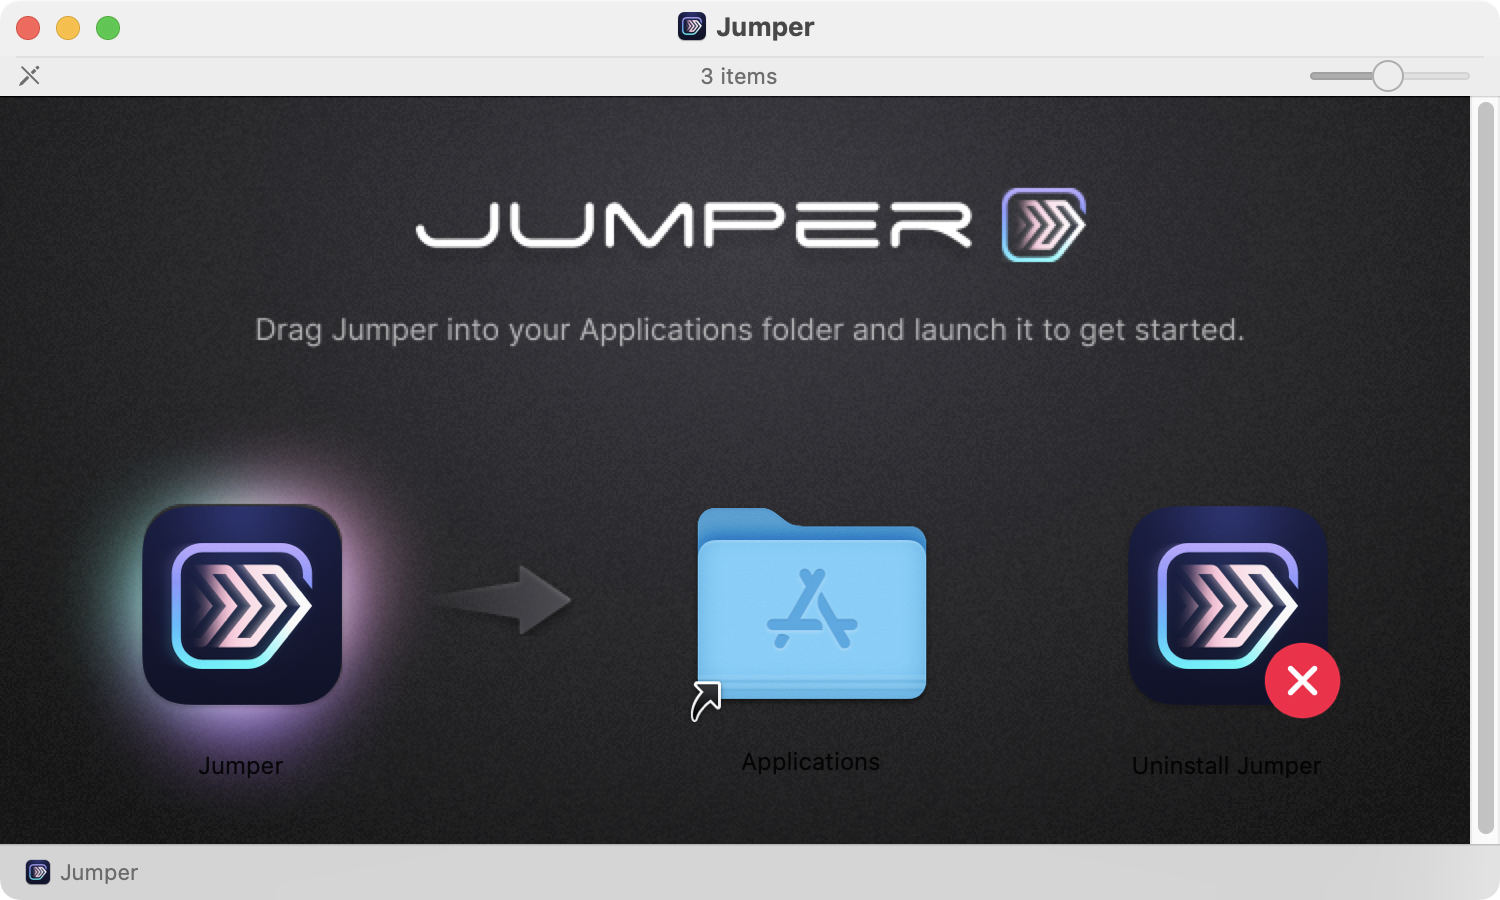 Jumper
3 items
JUMPER
Drag Jumper into your Applications folder and launch it to get started.
Jumper
Applications
Uninstall Jumper
Jumper